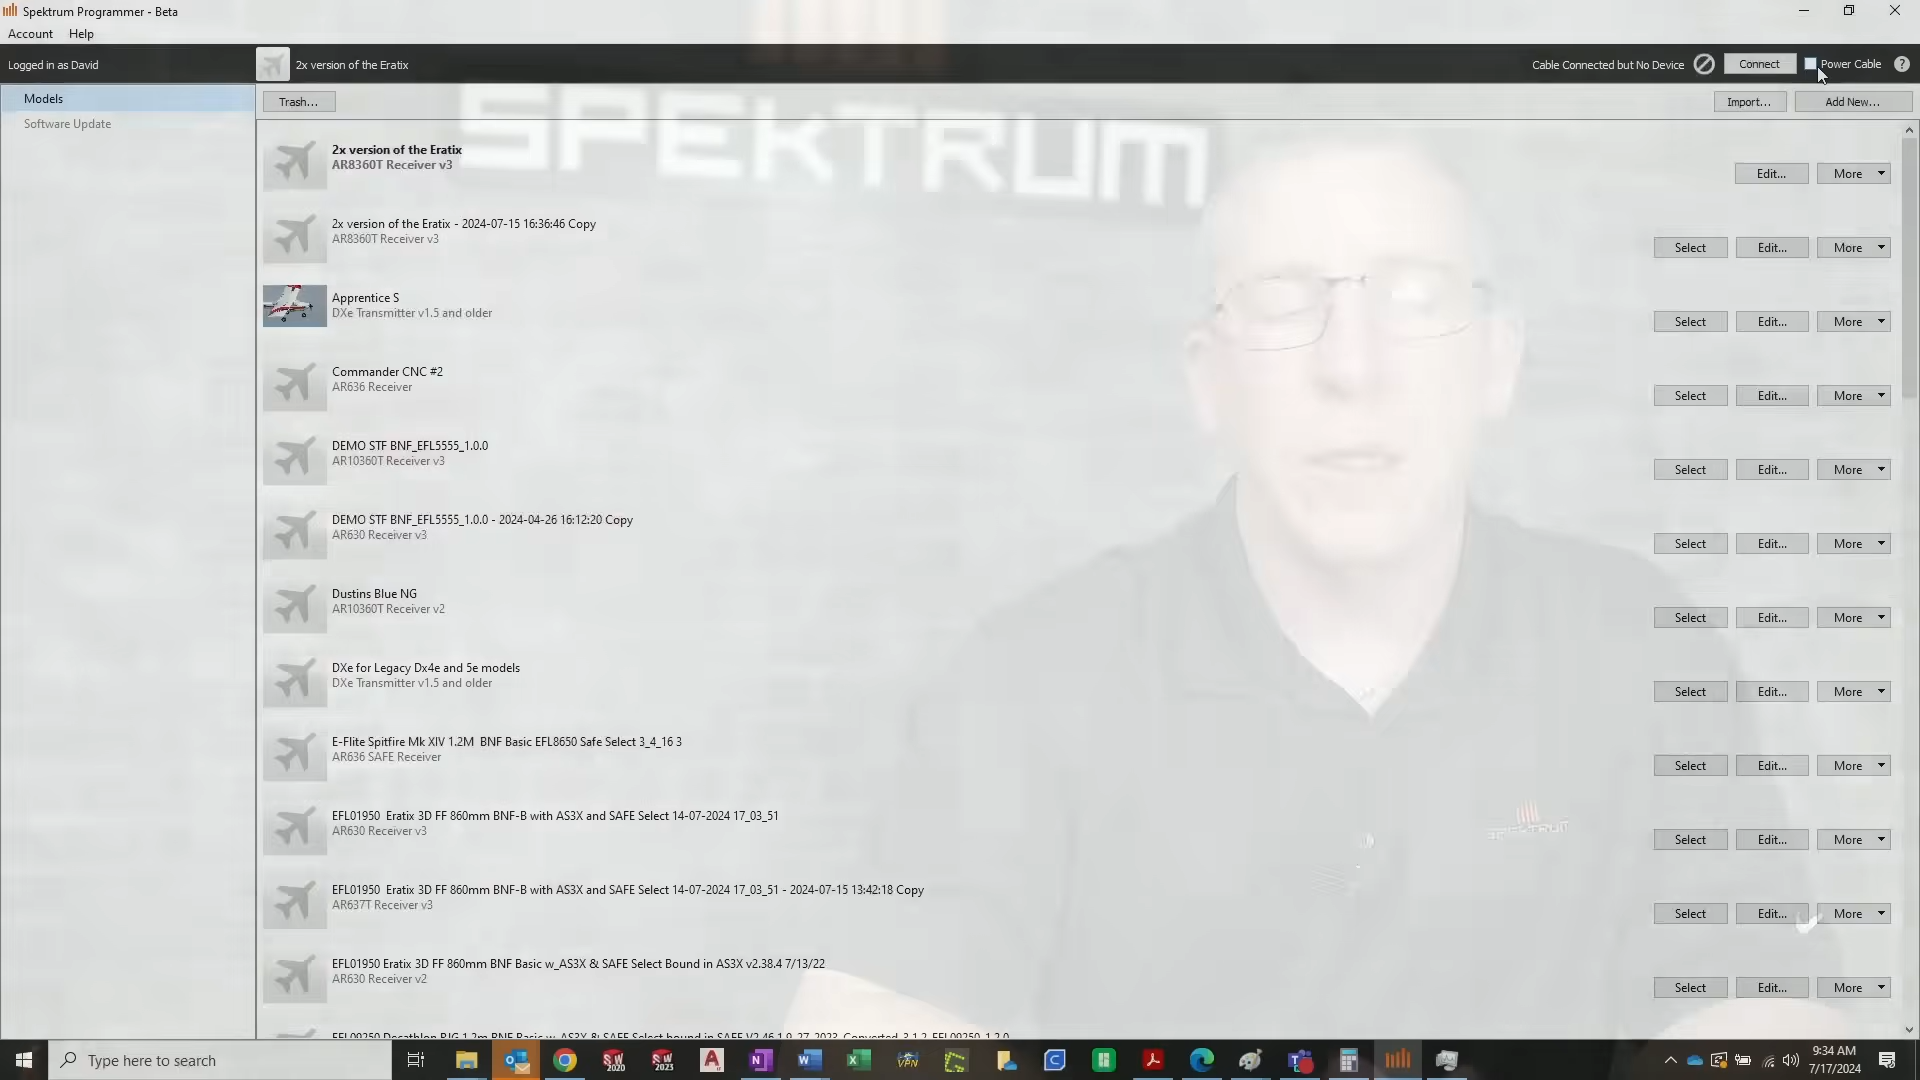 Spektrum Programmer - Beta
Account Help
Logged in as David
2x version of the Eratix
Cable Connected but No Device
Connect
Power Cable
?
Models
Software Update
Trash...
Import...
Add New...
SPEKTRUM
2x version of the Eratix
AR8360T Receiver v3
Edit... More
2x version of the Eratix - 2024-07-15 16:36:46 Copy
AR8360T Receiver v3
Select Edit... More
Apprentice S
DXe Transmitter v1.5 and older
Select Edit... More
Commander CNC #2
AR636 Receiver
Select Edit... More
DEMO STF BNF_EFL5555_1.0.0
AR10360T Receiver v3
Select Edit... More
DEMO STF BNF_EFL5555_1.0.0 - 2024-04-26 16:12:20 Copy
AR630 Receiver v3
Select Edit... More
Dustins Blue NG
AR10360T Receiver v2
Select Edit... More
DXe for Legacy Dx4e and 5e models
DXe Transmitter v1.5 and older
Select Edit... More
E-Flite Spitfire Mk XIV 1.2M BNF Basic EFL8650 Safe Select 3_4_16 3
AR636 SAFE Receiver
Select Edit... More
EFL01950 Eratix 3D FF 860mm BNF-B with AS3X and SAFE Select 14-07-2024 17_03_51
AR630 Receiver v3
Select Edit... More
EFL01950 Eratix 3D FF 860mm BNF-B with AS3X and SAFE Select 14-07-2024 17_03_51 - 2024-07-15 13:42:18 Copy
AR637T Receiver v3
Select Edit... More
EFL01950 Eratix 3D FF 860mm BNF Basic w_AS3X & SAFE Select Bound in AS3X v2.38.4 7/13/22
AR630 Receiver v2
Select Edit... More
Type here to search
SW 2020
SW 2023
VPN
9:34 AM
7/17/2024